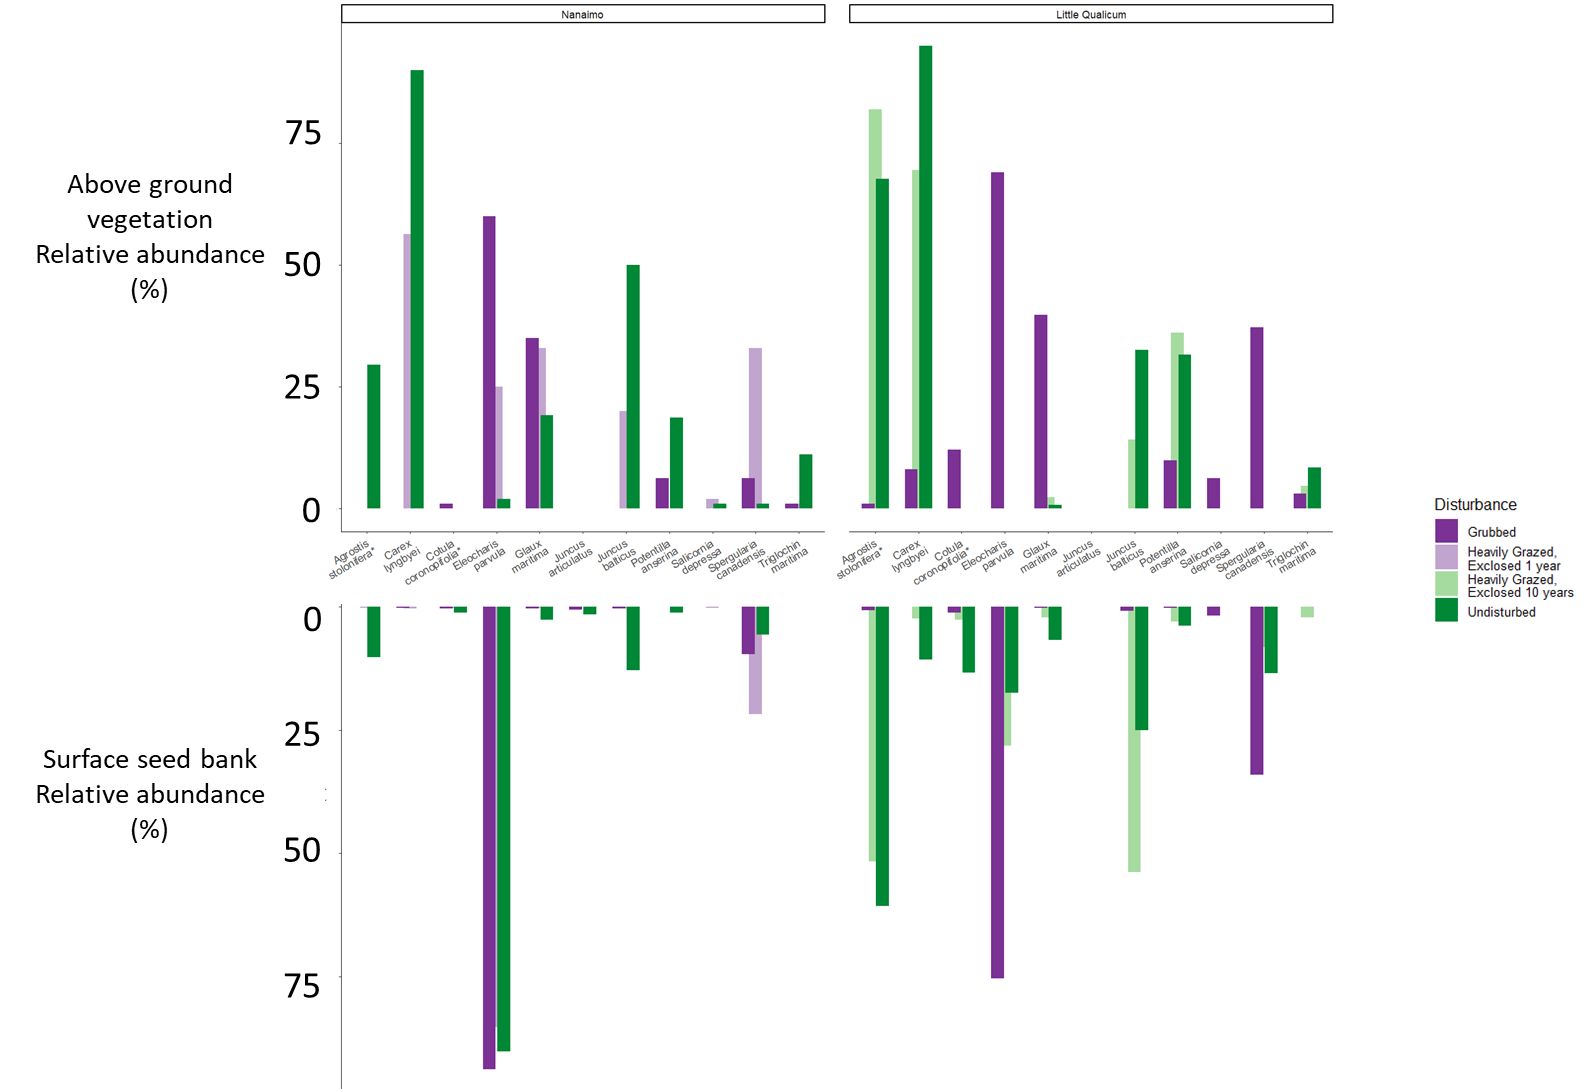 Nanaimo
Little Qualicum
75
50
25
0
Above ground
vegetation
Relative abundance
(%)
Agrostis
stolonifera*
Carex
lyngbyei
Cotula
coronopifolia*
Eleocharis
parvula
Glaux
maritima
Juncus
articulatus
Juncus
balticus
Potentilla
anserina
Salicornia
depressa
Spergularia
canadensis
Triglochin
maritima
Agrostis
stolonifera*
Carex
lyngbyei
Cotula
coronopifolia*
Eleocharis
parvula
Glaux
maritima
Juncus
articulatus
Juncus
balticus
Potentilla
anserina
Salicornia
depressa
Spergularia
canadensis
Triglochin
maritima
Disturbance
Grubbed
Heavily Grazed,
Exclosed 1 year
Heavily Grazed,
Exclosed 10 years
Undisturbed
0
25
50
75
Surface seed bank
Relative abundance
(%)